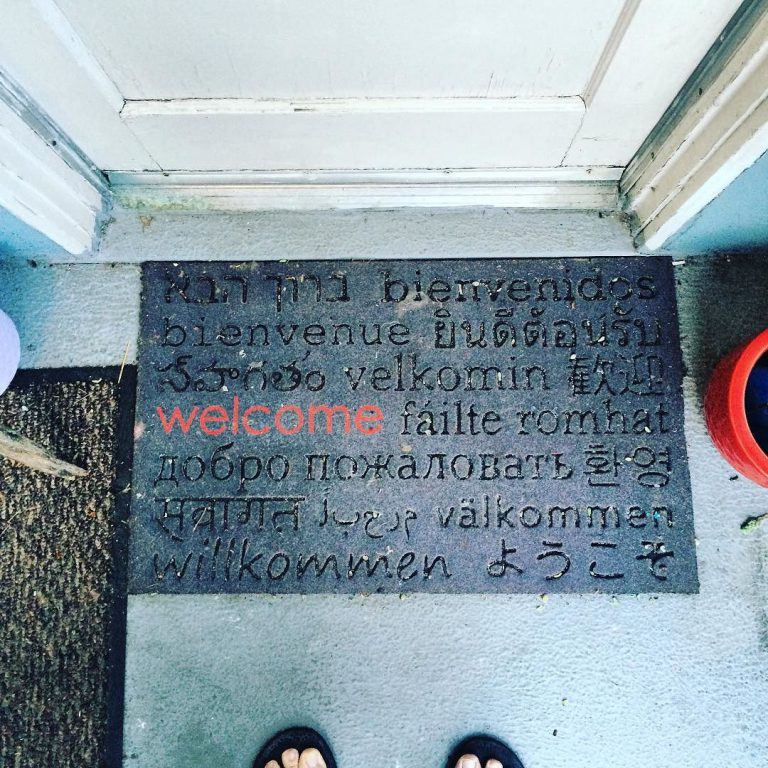 ברוך הבא bienvenidos
bienvenue ยินดีต้อนรับ
స్వాగతం velkomin 歡迎
welcome fáilte romhat
добро пожаловать 환영
सुवागत مرحبا välkommen
willkommen ようこそ